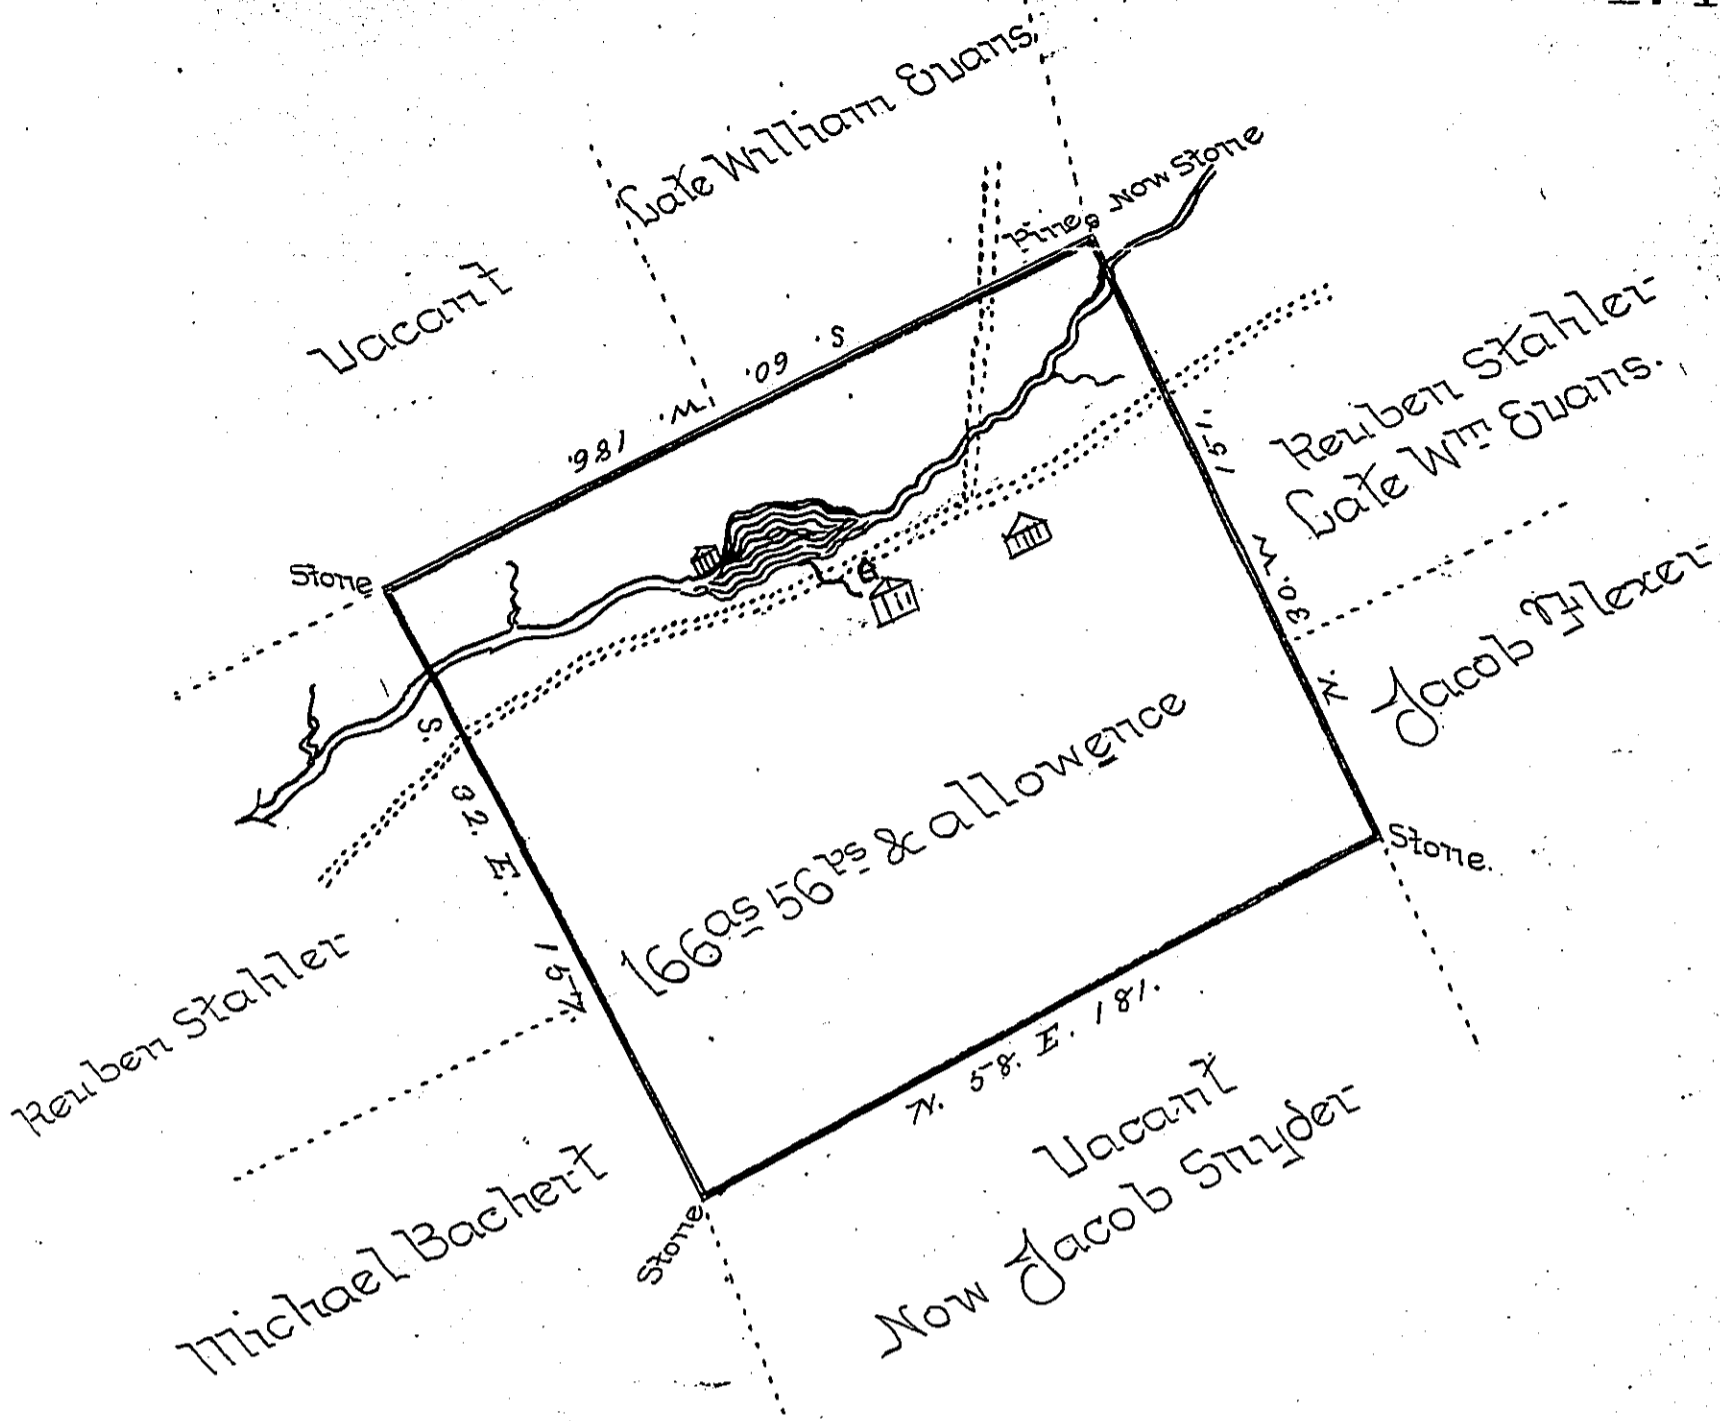 Late William Evans.
Vacant
Pine, Now Stone
S. 60. W. 186.
Stone
Reuben Stahler
Late Wm Evans.
N. 30. W. 151.
Jacob Flexer
S. 32. E. 157.
166as 56ps & allowence
Stone.
Reuben Stahler
N. 58. E. 181.
Michael Bachert
Stone
Vacant
Now Jacob Snyder